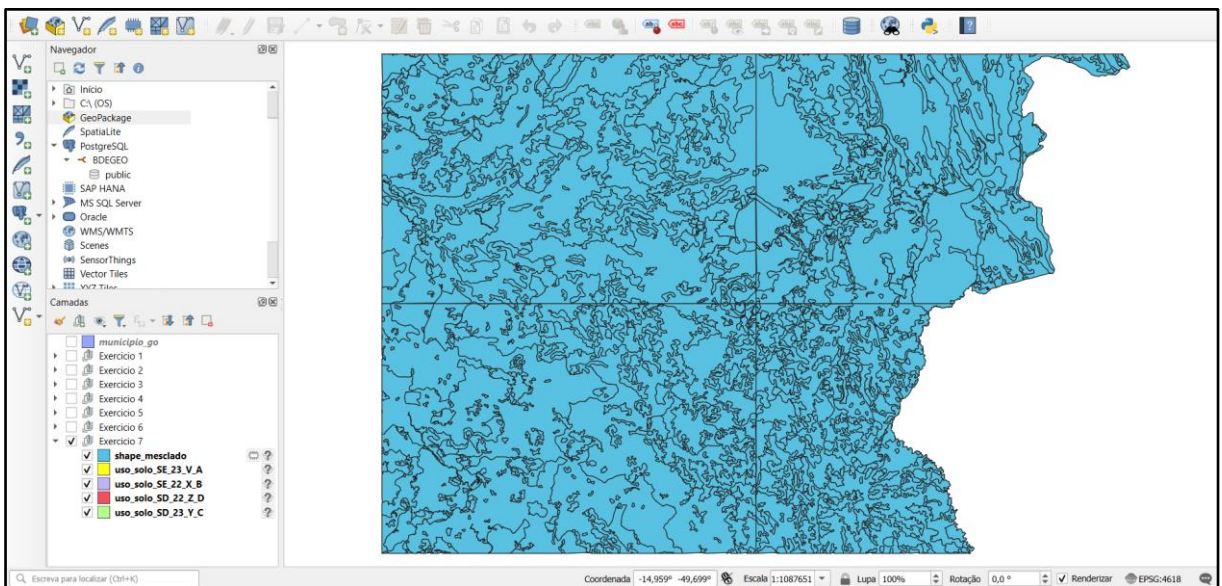 Navegador
Início
C:\ (OS)
GeoPackage
SpatiaLite
PostgreSQL
BDEGEO
public
SAP HANA
MS SQL Server
Oracle
WMS/WMTS
Scenes
SensorThings
Vector Tiles
XYZ Tiles
Camadas
municipio_go
Exercicio 1
Exercicio 2
Exercicio 3
Exercicio 4
Exercicio 5
Exercicio 6
Exercicio 7
shape_mesclado
uso_solo_SE_23_V_A
uso_solo_SE_22_X_B
uso_solo_SD_22_Z_D
uso_solo_SD_23_Y_C
Escreva para localizar (Ctrl+K) Coordenada -14,959° -49,699° Escala 1:1087651 Lupa 100% Rotação 0,0 ° Renderizar EPSG:4618